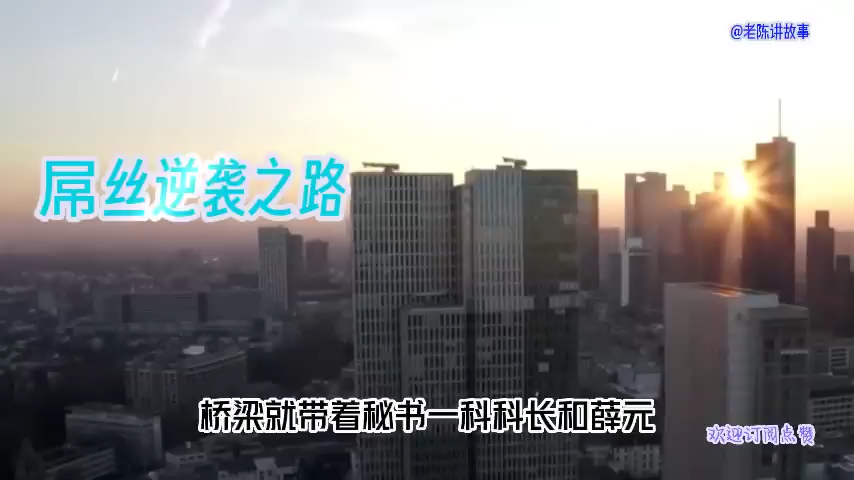 @老陈讲故事
屌丝逆袭之路
桥梁就带着秘书一科科长和薛元
欢迎订阅点赞